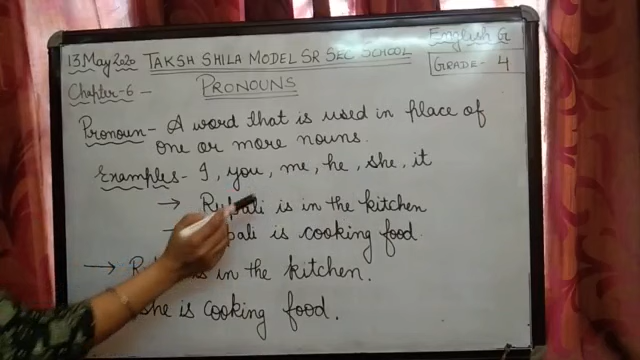 English G
13 May 2020 TAKSH SHILA MODEL SR SEC SCHOOL
GRADE- 4
Chapter-6 - PRONOUNS
Pronoun- A word that is used in place of
one or more nouns.
Examples- I, you, me, he, she, it
→ Rupali is in the kitchen
is cooking food.
→ is in the kitchen.
She is cooking food.